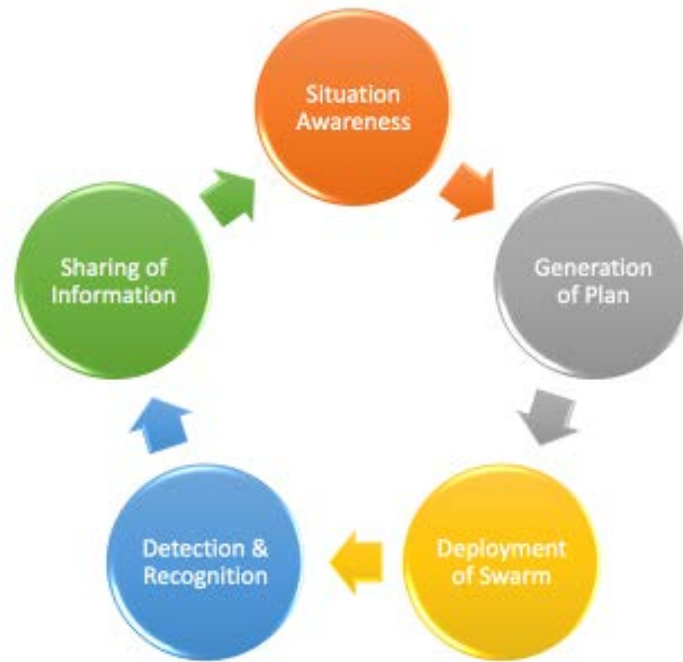 Situation
Awareness
Generation
of Plan
Deployment
of Swarm
Detection &
Recognition
Sharing of
Information